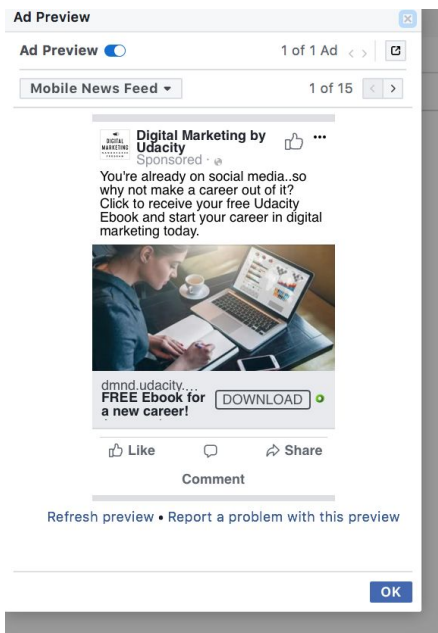 Ad Preview
Ad Preview
1 of 1 Ad
Mobile News Feed
1 of 15
DIGITAL
MARKETING
Digital Marketing by
Udacity
Sponsored ·
You're already on social media..so
why not make a career out of it?
Click to receive your free Udacity
Ebook and start your career in digital
marketing today.
dmnd.udacity....
FREE Ebook for
a new career!
DOWNLOAD
Like
Share
Comment
Refresh preview • Report a problem with this preview
OK